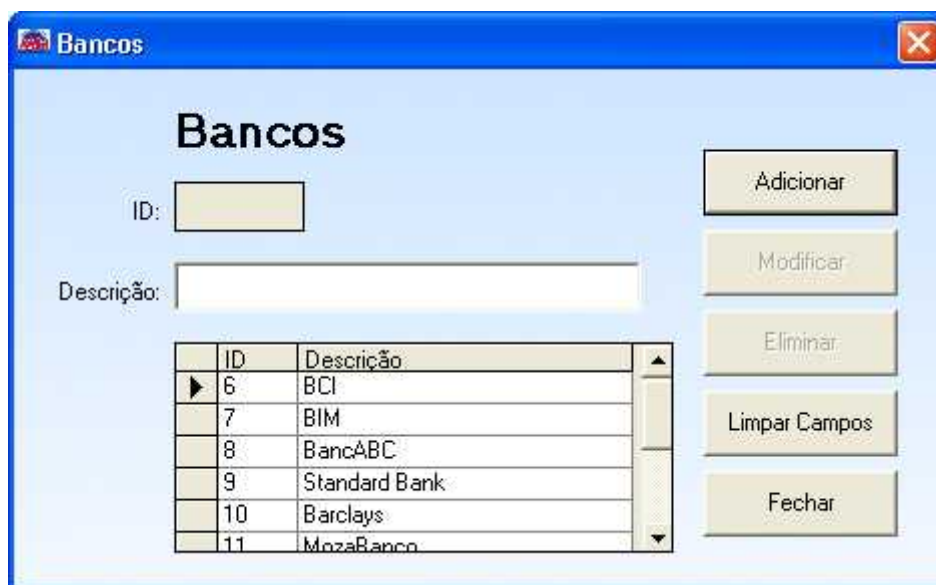 Bancos
Bancos
ID:
Descrição:
Adicionar
Modificar
Eliminar
Limpar Campos
Fechar
ID Descrição
6 BCI
7 BIM
8 BancABC
9 Standard Bank
10 Barclays
11 MozaBanco